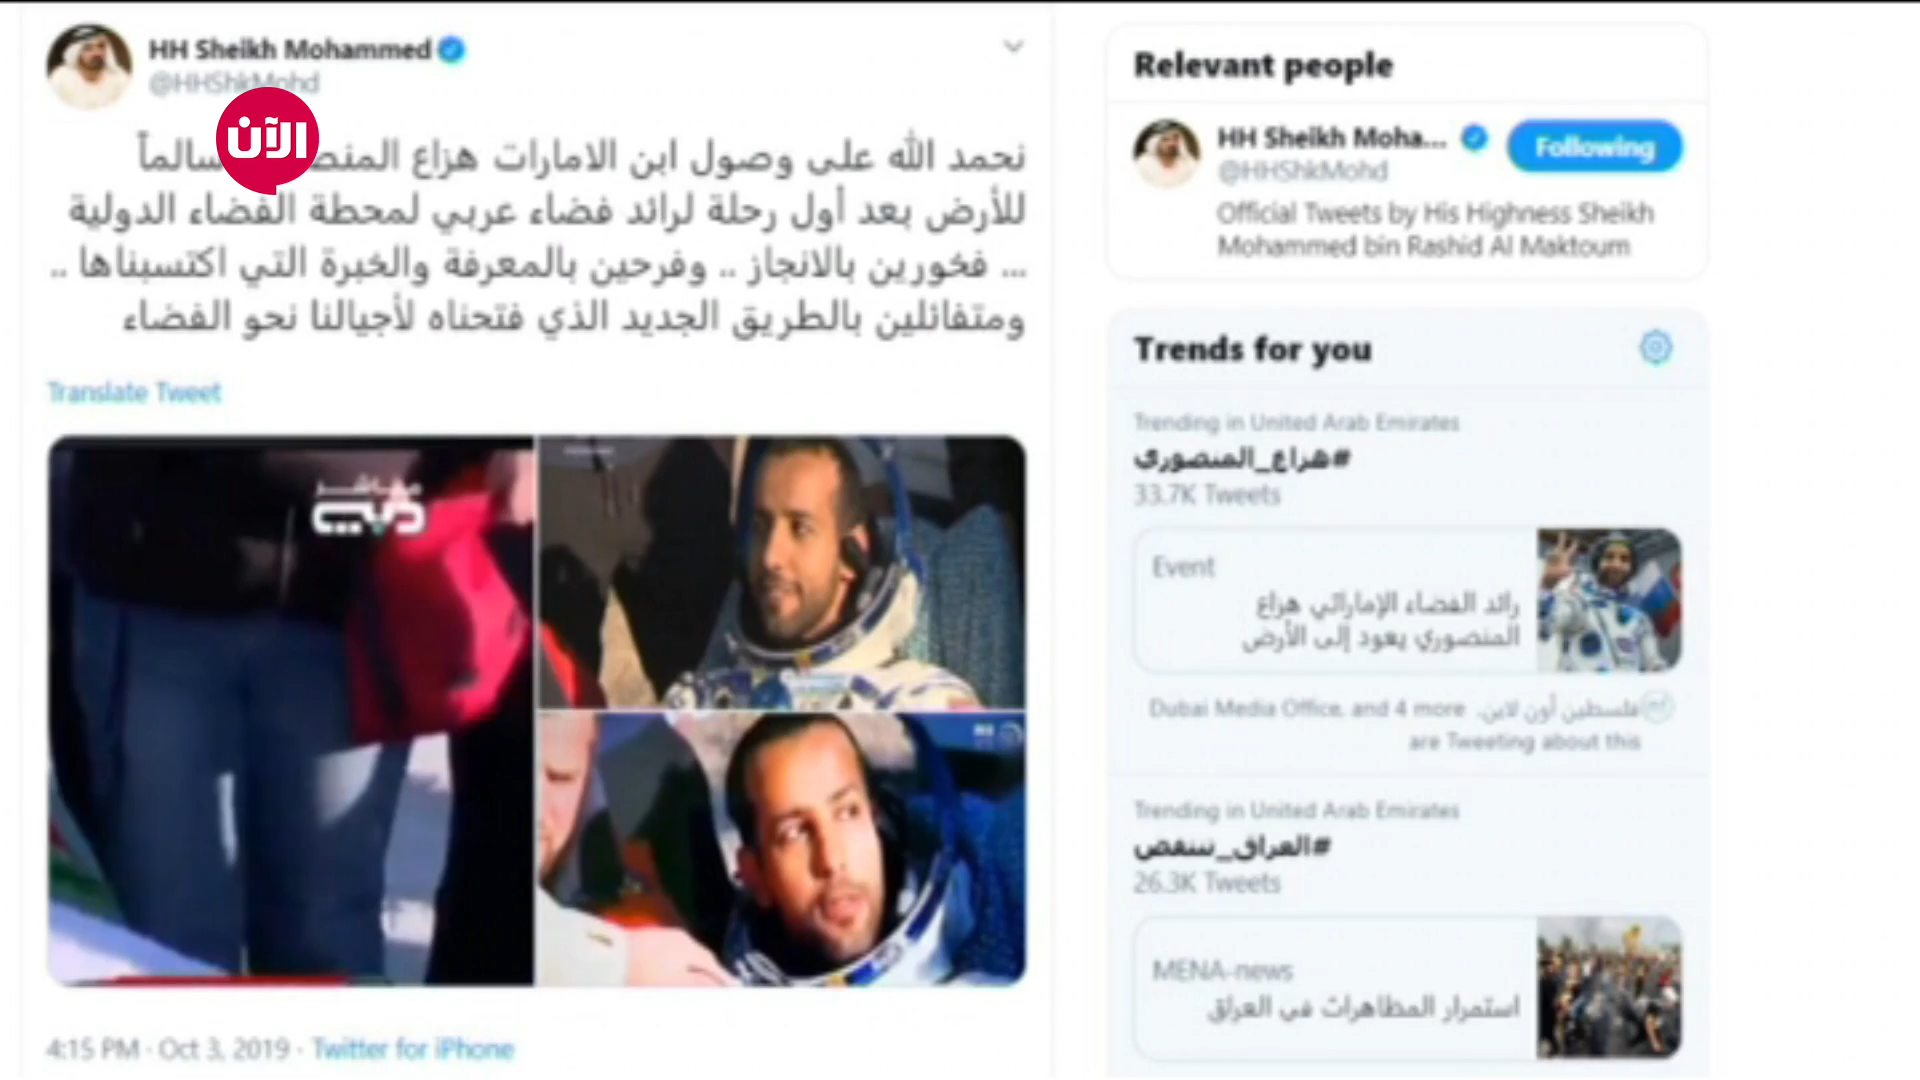 HH Sheikh Mohammed
@HHShkMohd
الآن
نحمد الله على وصول ابن الامارات هزاع سالماً
للأرض بعد أول رحلة لرائد فضاء عربي لمحطة الفضاء الدولية
... فخورين بالانجاز .. وفرحين بالمعرفة والخبرة التي اكتسبناها ..
ومتفائلين بالطريق الجديد الذي فتحناه لأجيالنا نحو الفضاء
Translate Tweet
مباشر
دبي
4:15 PM · Oct 3, 2019 · Twitter for iPhone
Relevant people
HH Sheikh Moha...
Following
@HHShkMohd
Official Tweets by His Highness Sheikh
Mohammed bin Rashid Al Maktoum
Trends for you
Trending in United Arab Emirates
#هزاع_المنصوري
33.7K Tweets
Event
رائد الفضاء الإماراتي هزاع
المنصوري يعود إلى الأرض
فلسطين أون لاين, Dubai Media Office, and 4 more
are Tweeting about this
Trending in United Arab Emirates
#العراق_ينتفض
26.3K Tweets
MENA-news
استمرار المظاهرات في العراق